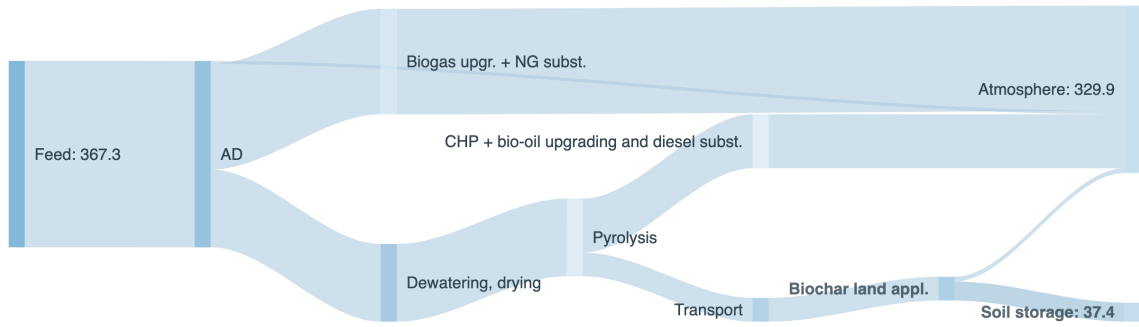 Biogas upgr. + NG subst.
Atmosphere: 329.9
CHP + bio-oil upgrading and diesel subst.
Feed: 367.3
AD
Pyrolysis
Dewatering, drying
Biochar land appl.
Transport
Soil storage: 37.4